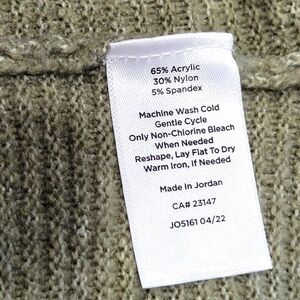 65% Acrylic
30% Nylon
5% Spandex
Machine Wash Cold
Gentle Cycle
Only Non-Chlorine Bleach
When Needed
Reshape, Lay Flat To Dry
Warm Iron, If Needed
Made in Jordan
CA# 23147
JO5161 04/22